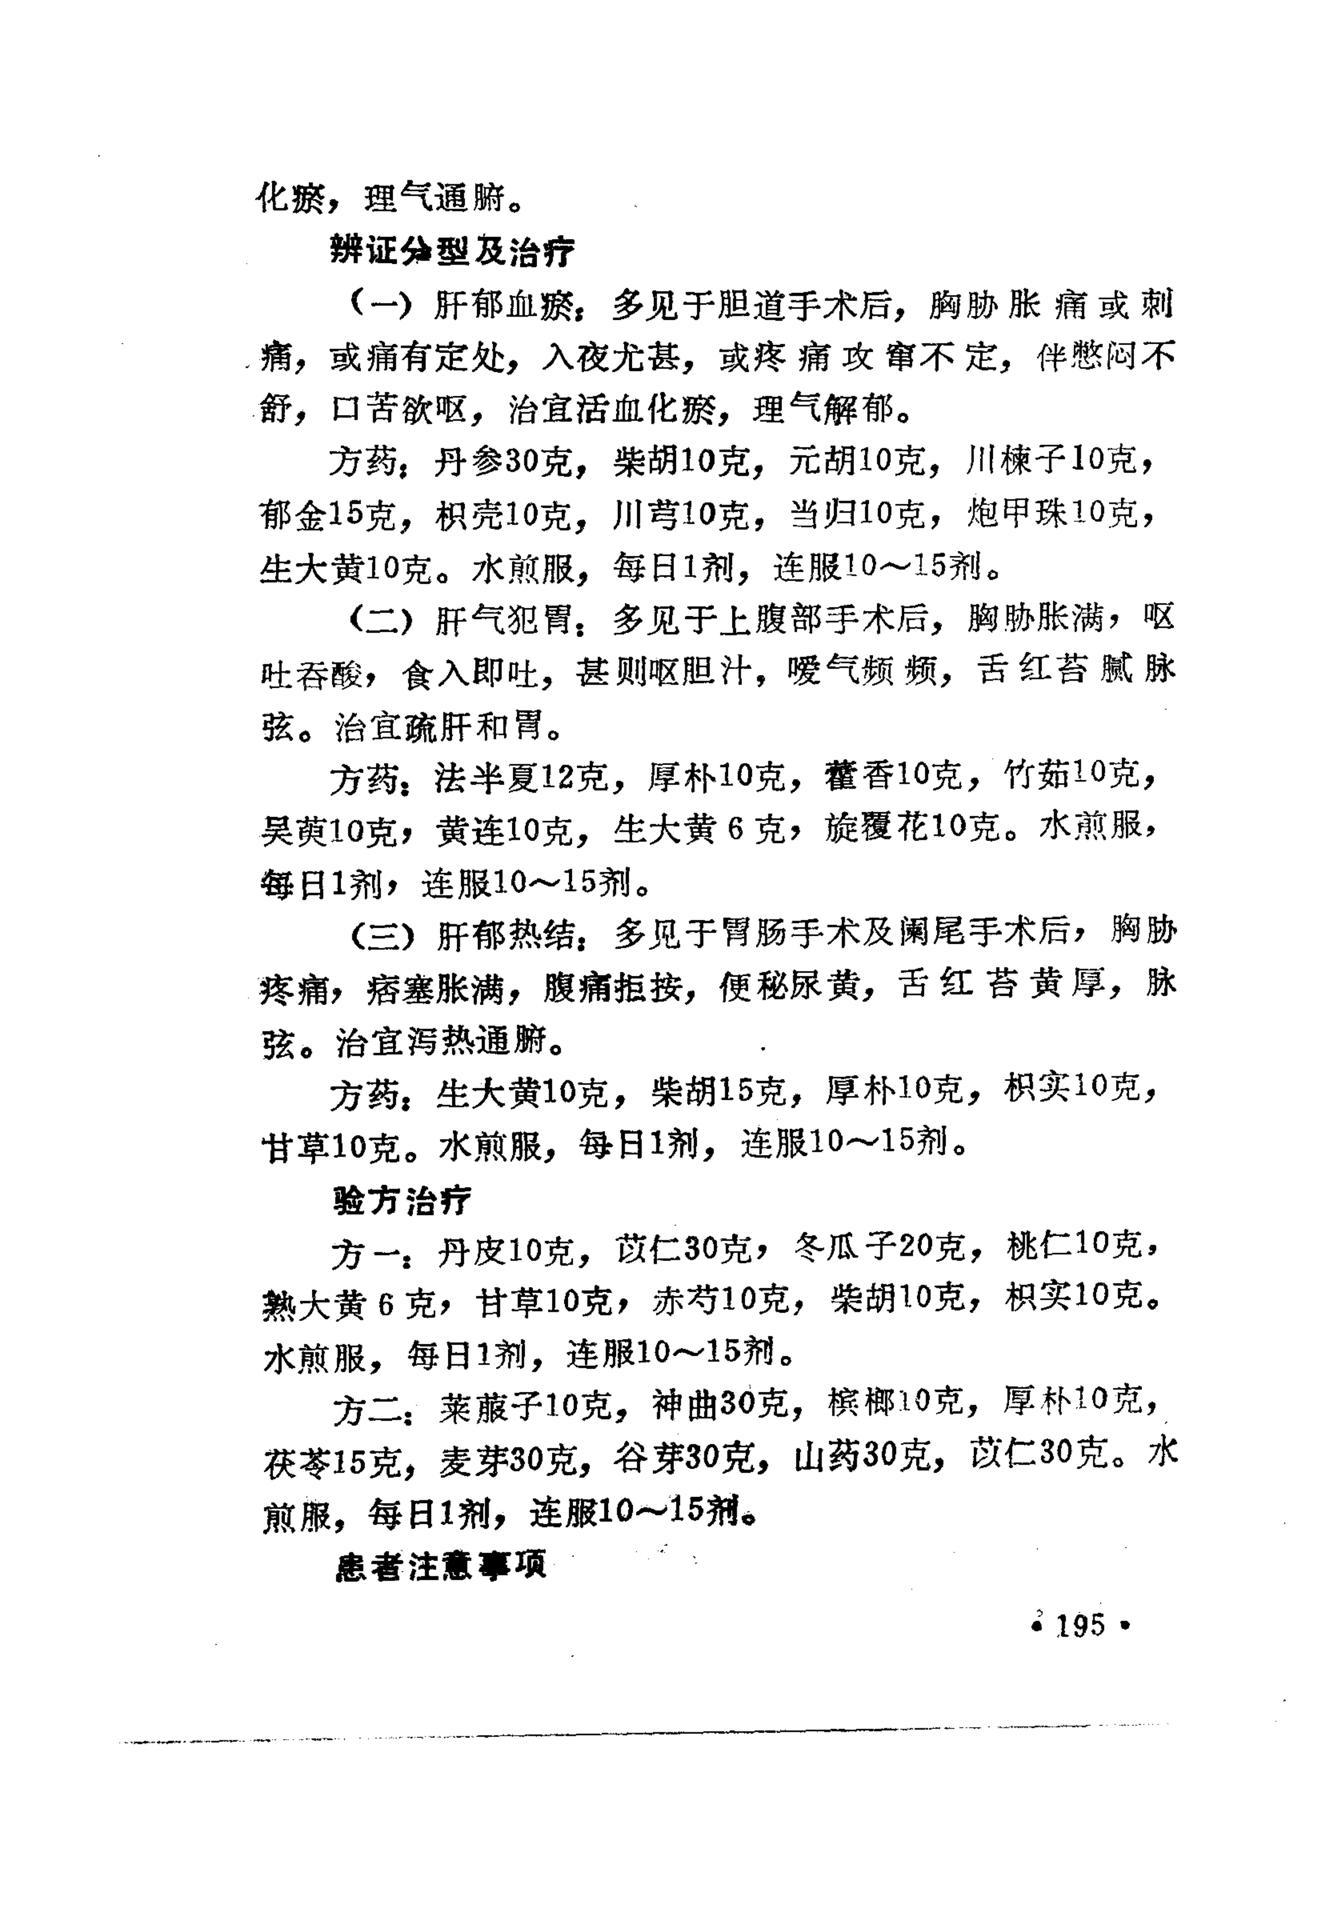 化瘀，理气通腑。
辨证分型及治疗
（一）肝郁血瘀：多见于胆道手术后，胸胁胀痛或刺
痛，或痛有定处，入夜尤甚，或疼痛攻窜不定，伴憋闷不
舒，口苦欲呕，治宜活血化瘀，理气解郁。
方药：丹参30克，柴胡10克，元胡10克，川楝子10克，
郁金15克，枳壳10克，川芎10克，当归10克，炮甲珠10克，
生大黄10克。水煎服，每日1剂，连服10～15剂。
（二）肝气犯胃：多见于上腹部手术后，胸胁胀满，呕
吐吞酸，食入即吐，甚则呕胆汁，嗳气频频，舌红苔腻脉
弦。治宜疏肝和胃。
方药：法半夏12克，厚朴10克，藿香10克，竹茹10克，
吴萸10克，黄连10克，生大黄6克，旋覆花10克。水煎服，
每日1剂，连服10～15剂。
（三）肝郁热结：多见于胃肠手术及阑尾手术后，胸胁
疼痛，痞塞胀满，腹痛拒按，便秘尿黄，舌红苔黄厚，脉
弦。治宜泻热通腑。
方药：生大黄10克，柴胡15克，厚朴10克，枳实10克，
甘草10克。水煎服，每日1剂，连服10～15剂。
验方治疗
方一：丹皮10克，苡仁30克，冬瓜子20克，桃仁10克，
熟大黄6克，甘草10克，赤芍10克，柴胡10克，枳实10克。
水煎服，每日1剂，连服10～15剂。
方二：莱菔子10克，神曲30克，槟榔10克，厚朴10克，
茯苓15克，麦芽30克，谷芽30克，山药30克，苡仁30克。水
煎服，每日1剂，连服10～15剂。
患者注意事项
• 195 •